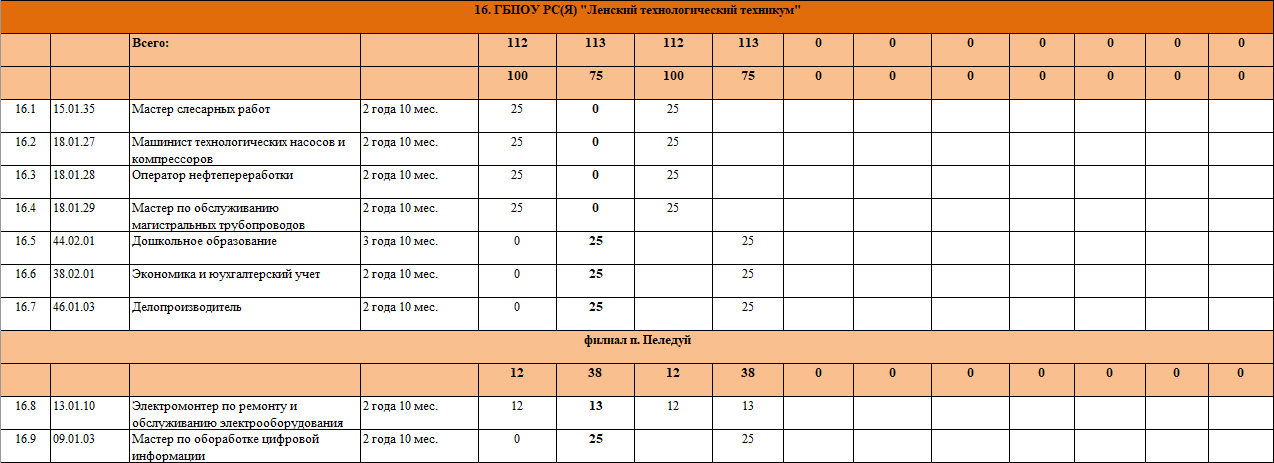 16. ГБПОУ РС(Я) "Ленский технологический техникум"
Всего: 112 113 112 113 0 0 0 0 0 0 0
100 75 100 75 0 0 0 0 0 0 0
16.1 15.01.35 Мастер слесарных работ 2 года 10 мес. 25 0 25
16.2 18.01.27 Машинист технологических насосов и 2 года 10 мес. 25 0 25
компрессоров
16.3 18.01.28 Оператор нефтепереработки 2 года 10 мес. 25 0 25
16.4 18.01.29 Мастер по обслуживанию 2 года 10 мес. 25 0 25
магистральных трубопроводов
16.5 44.02.01 Дошкольное образование 3 года 10 мес. 0 25 25
16.6 38.02.01 Экономика и юухгалтерский учет 2 года 10 мес. 0 25 25
16.7 46.01.03 Делопроизводитель 2 года 10 мес. 0 25 25
филиал п. Пеледуй
12 38 12 38 0 0 0 0 0 0 0
16.8 13.01.10 Электромонтер по ремонту и 2 года 10 мес. 12 13 12 13
обслуживанию электрооборудования
16.9 09.01.03 Мастер по обоработке цифровой 2 года 10 мес. 0 25 25
информации